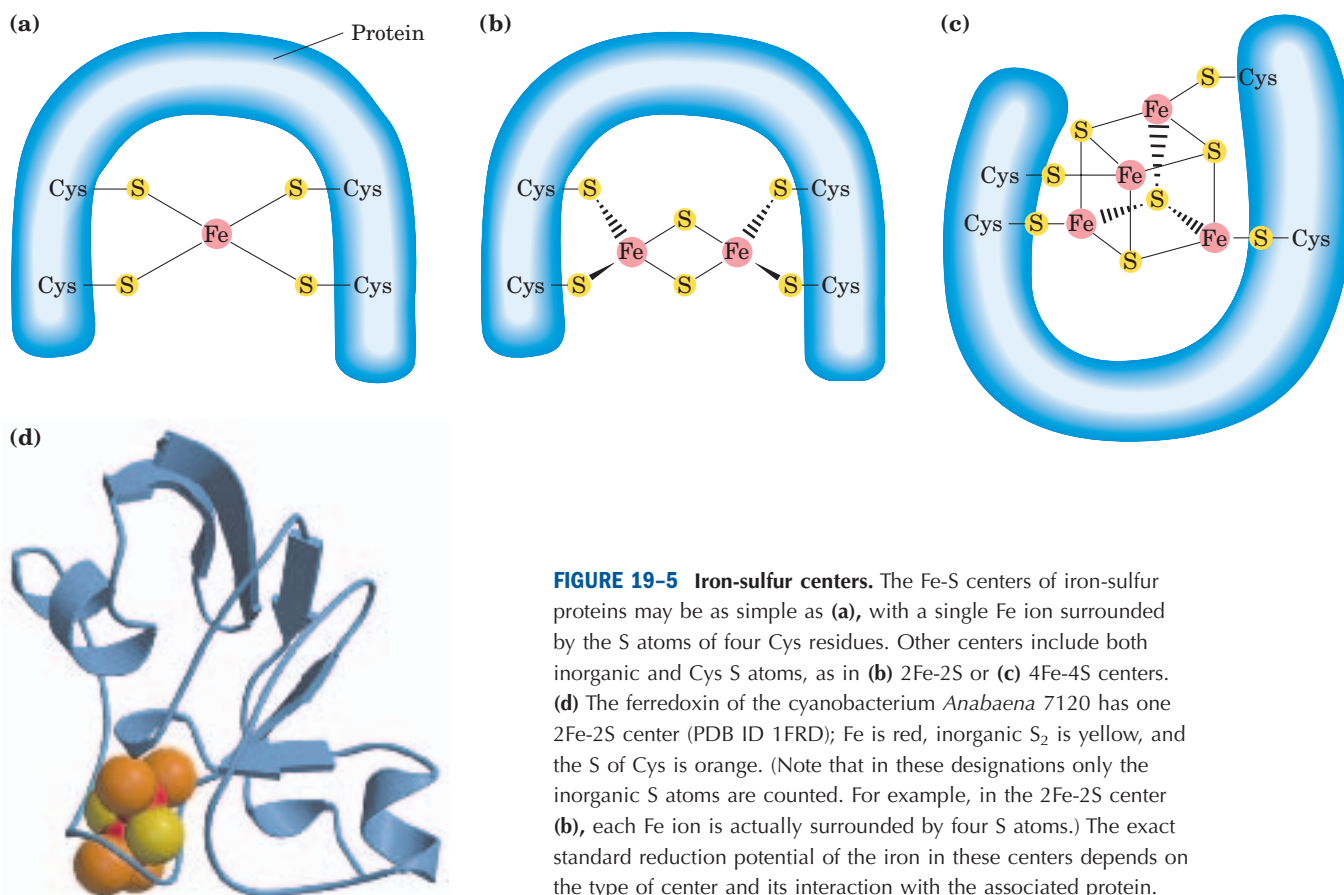 (a)
Protein
Cys S S Cys
Fe
Cys S S Cys
(b)
Cys S S Cys
S
Fe Fe
Cys S S S Cys
(c)
S Cys
Fe
S
S
Cys S Fe
S
Cys S Fe Fe S Cys
S
(d)
FIGURE 19–5 Iron-sulfur centers. The Fe-S centers of iron-sulfur
proteins may be as simple as (a), with a single Fe ion surrounded
by the S atoms of four Cys residues. Other centers include both
inorganic and Cys S atoms, as in (b) 2Fe-2S or (c) 4Fe-4S centers.
(d) The ferredoxin of the cyanobacterium Anabaena 7120 has one
2Fe-2S center (PDB ID 1FRD); Fe is red, inorganic S₂ is yellow, and
the S of Cys is orange. (Note that in these designations only the
inorganic S atoms are counted. For example, in the 2Fe-2S center
(b), each Fe ion is actually surrounded by four S atoms.) The exact
standard reduction potential of the iron in these centers depends on
the type of center and its interaction with the associated protein.